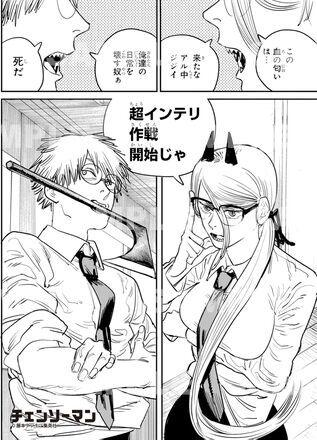 この
血の匂い
は…
来たな
アル中
ジジイ
俺達の
日常を
壊す奴ぁ
死だ
超インテリ
作戦
開始じゃ
チェンソーマン